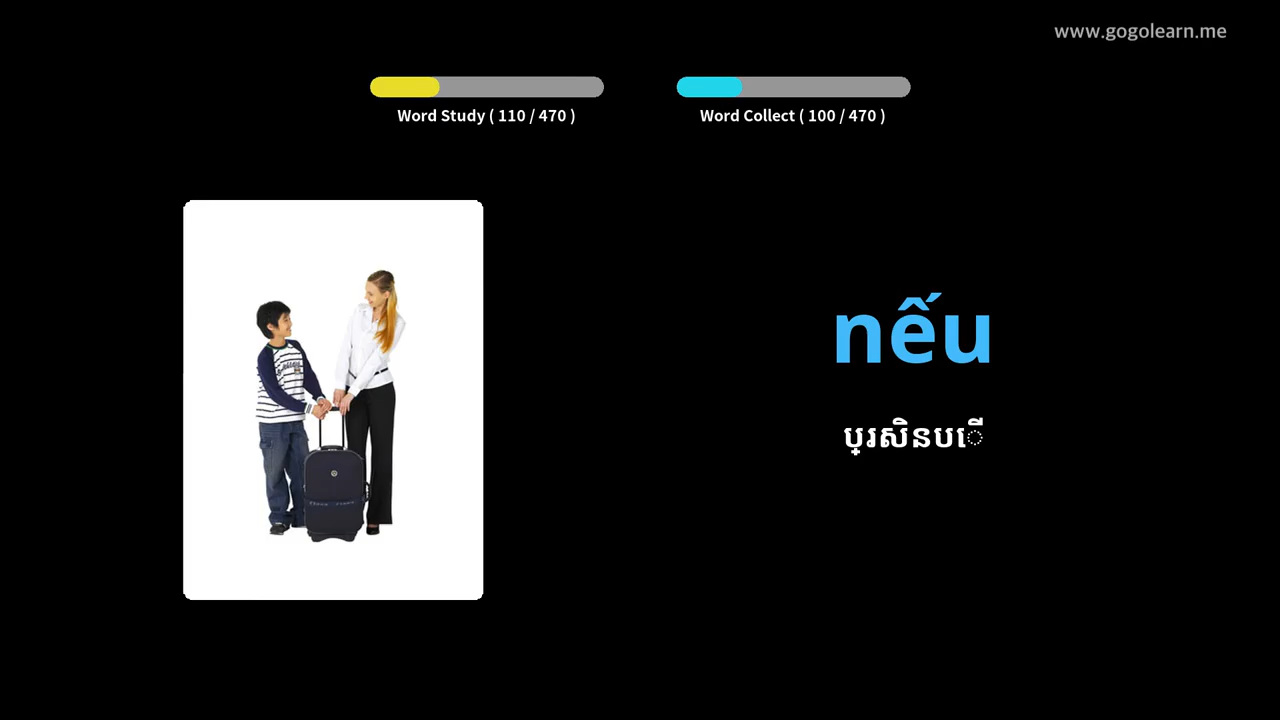 www.gogolearn.me
Word Study ( 110 / 470 )
Word Collect ( 100 / 470 )
nếu
ប្រសិនបើ